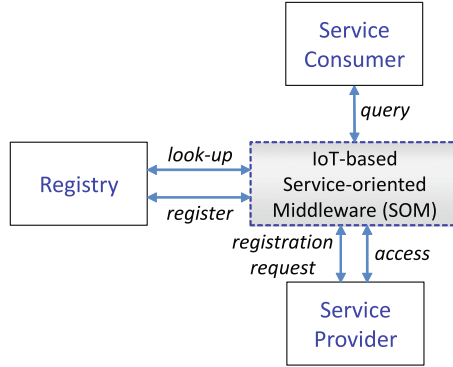 Service
Consumer
query
look-up
IoT-based
Service-oriented
Middleware (SOM)
Registry
register
registration
request
access
Service
Provider